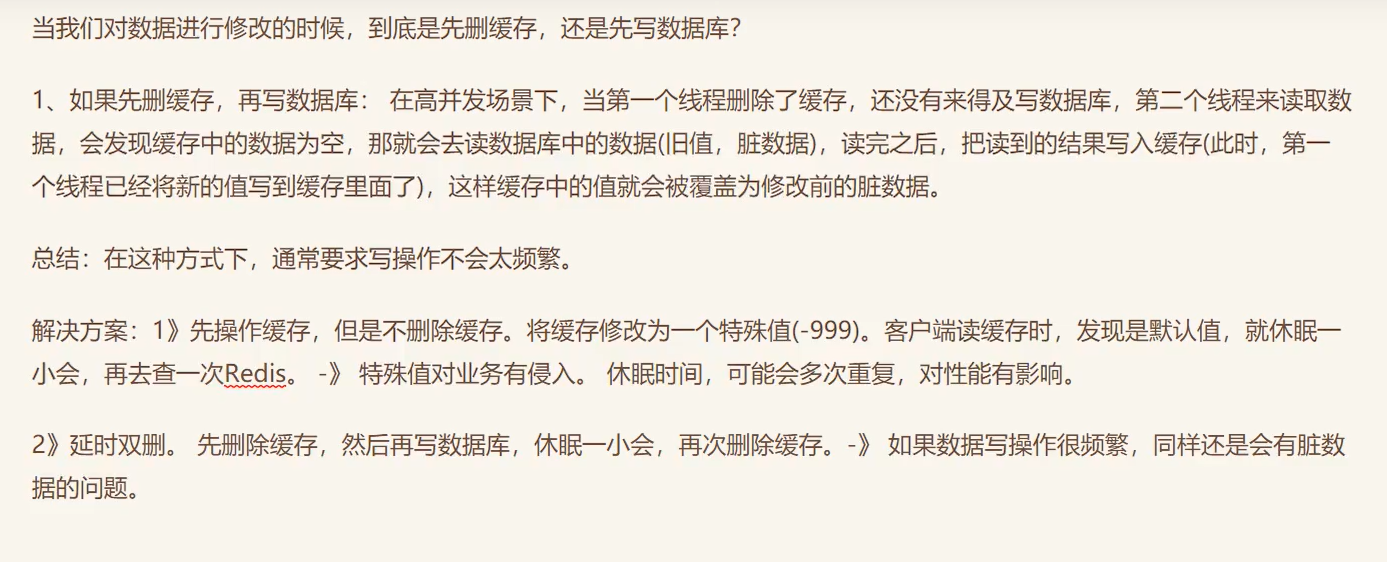 当我们对数据进行修改的时候，到底是先删缓存，还是先写数据库？
1、如果先删缓存，再写数据库： 在高并发场景下，当第一个线程删除了缓存，还没有来得及写数据库，第二个线程来读取数
据，会发现缓存中的数据为空，那就会去读数据库中的数据(旧值，脏数据)，读完之后，把读到的结果写入缓存(此时，第一
个线程已经将新的值写到缓存里面了)，这样缓存中的值就会被覆盖为修改前的脏数据。
总结：在这种方式下，通常要求写操作不会太频繁。
解决方案：1》先操作缓存，但是不删除缓存。将缓存修改为一个特殊值(-999)。客户端读缓存时，发现是默认值，就休眠一
小会，再去查一次Redis。 -》 特殊值对业务有侵入。 休眠时间，可能会多次重复，对性能有影响。
2》延时双删。 先删除缓存，然后再写数据库，休眠一小会，再次删除缓存。-》 如果数据写操作很频繁，同样还是会有脏数
据的问题。